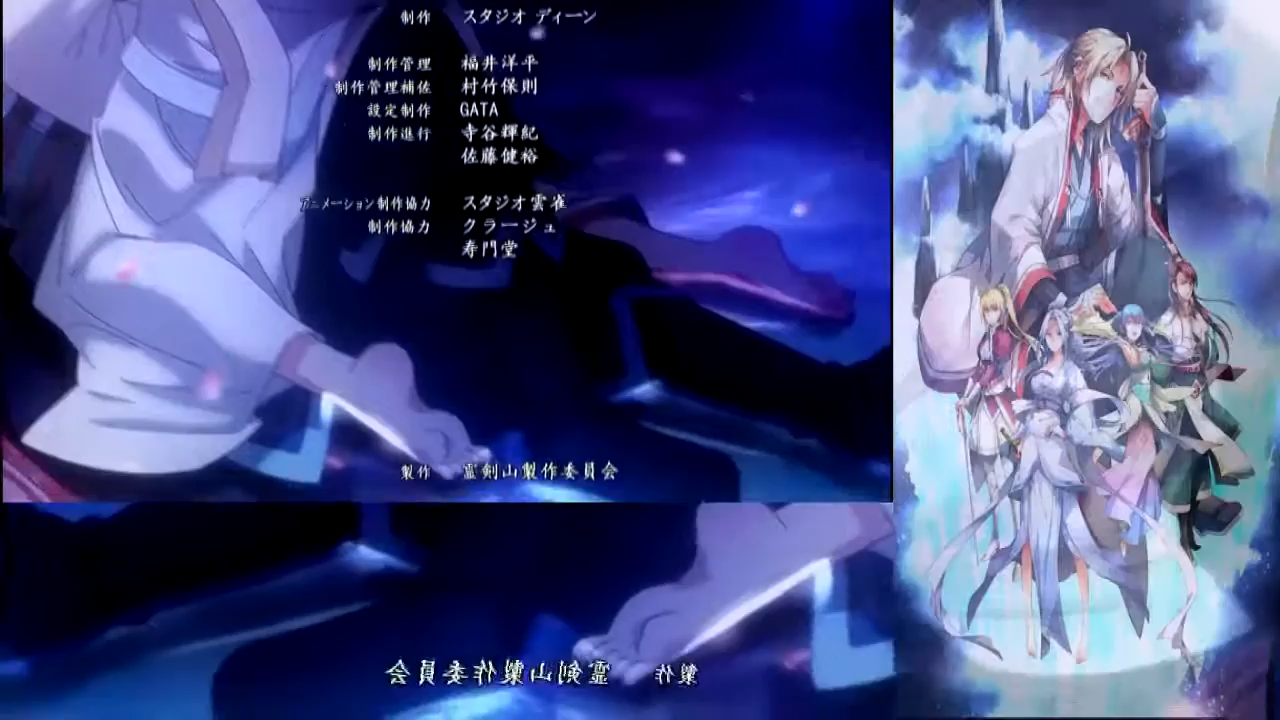 制作 スタジオ ディーン
制作管理 福井洋平
制作管理補佐 村竹保則
設定制作 GATA
制作進行 寺谷輝紀
佐藤健裕
アニメーション制作協力 スタジオ雲雀
制作協力 クラージュ
寿門堂
製作 霊剣山製作委員会
製作 霊剣山製作委員会